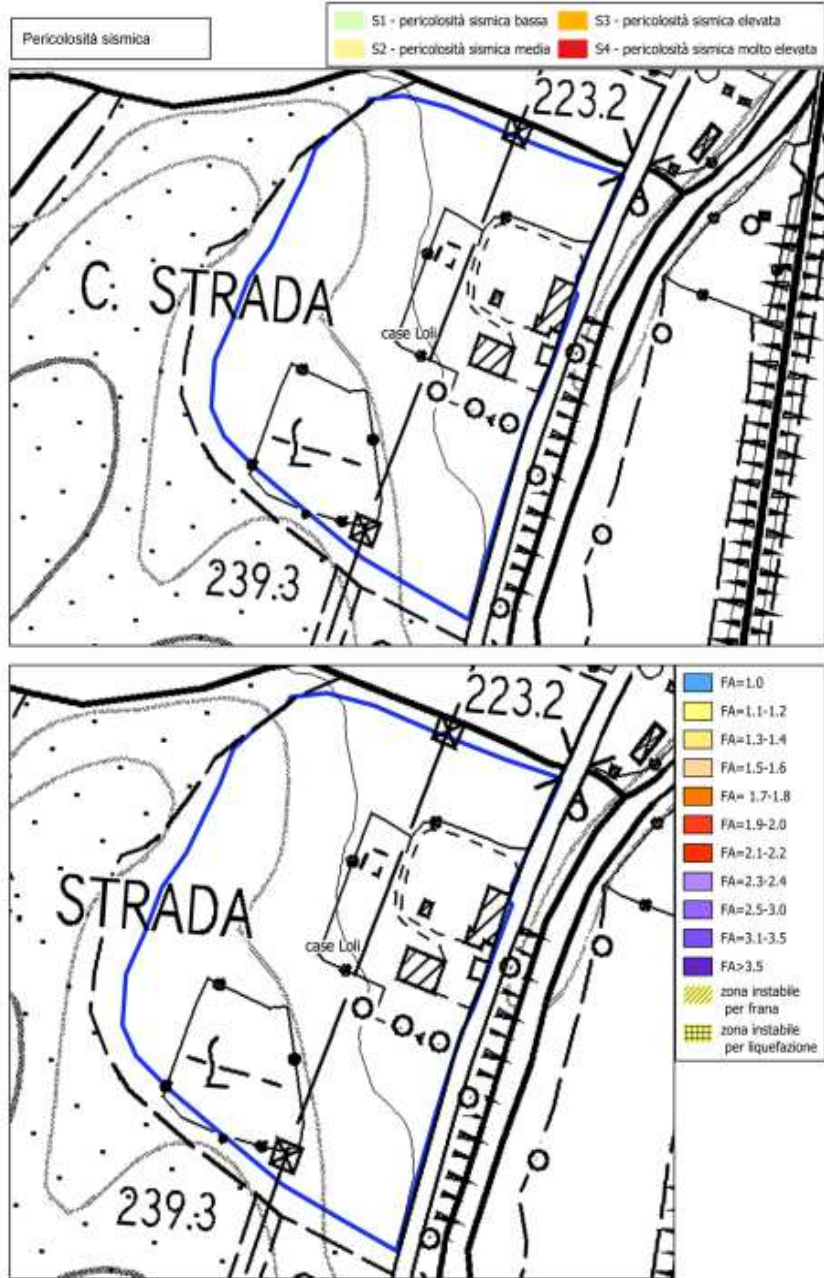 Pericolosità sismica
S1 - pericolosità sismica bassa
S3 - pericolosità sismica elevata
S2 - pericolosità sismica media
S4 - pericolosità sismica molto elevata
223.2
C. STRADA
case Loli
239.3
223.2
STRADA
case Loli
239.3
FA=1.0
FA=1.1-1.2
FA=1.3-1.4
FA=1.5-1.6
FA= 1.7-1.8
FA=1.9-2.0
FA=2.1-2.2
FA=2.3-2.4
FA=2.5-3.0
FA=3.1-3.5
FA>3.5
zona instabile
per frana
zona instabile
per liquefazione